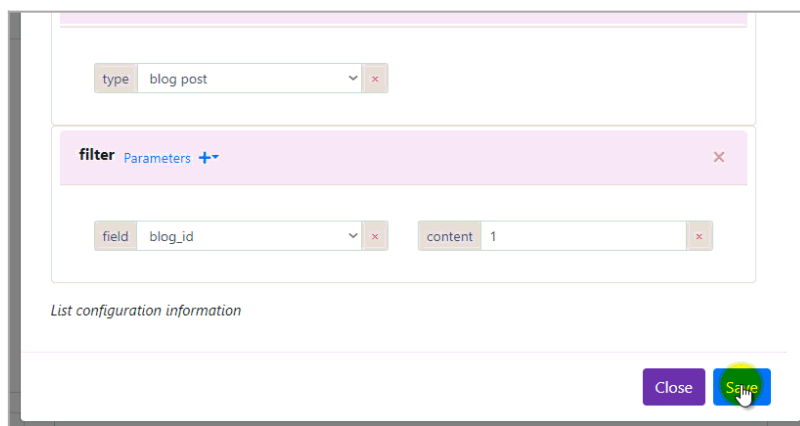 type blog post ×
filter Parameters + ×
field blog_id × content 1 ×
List configuration information
Close Save